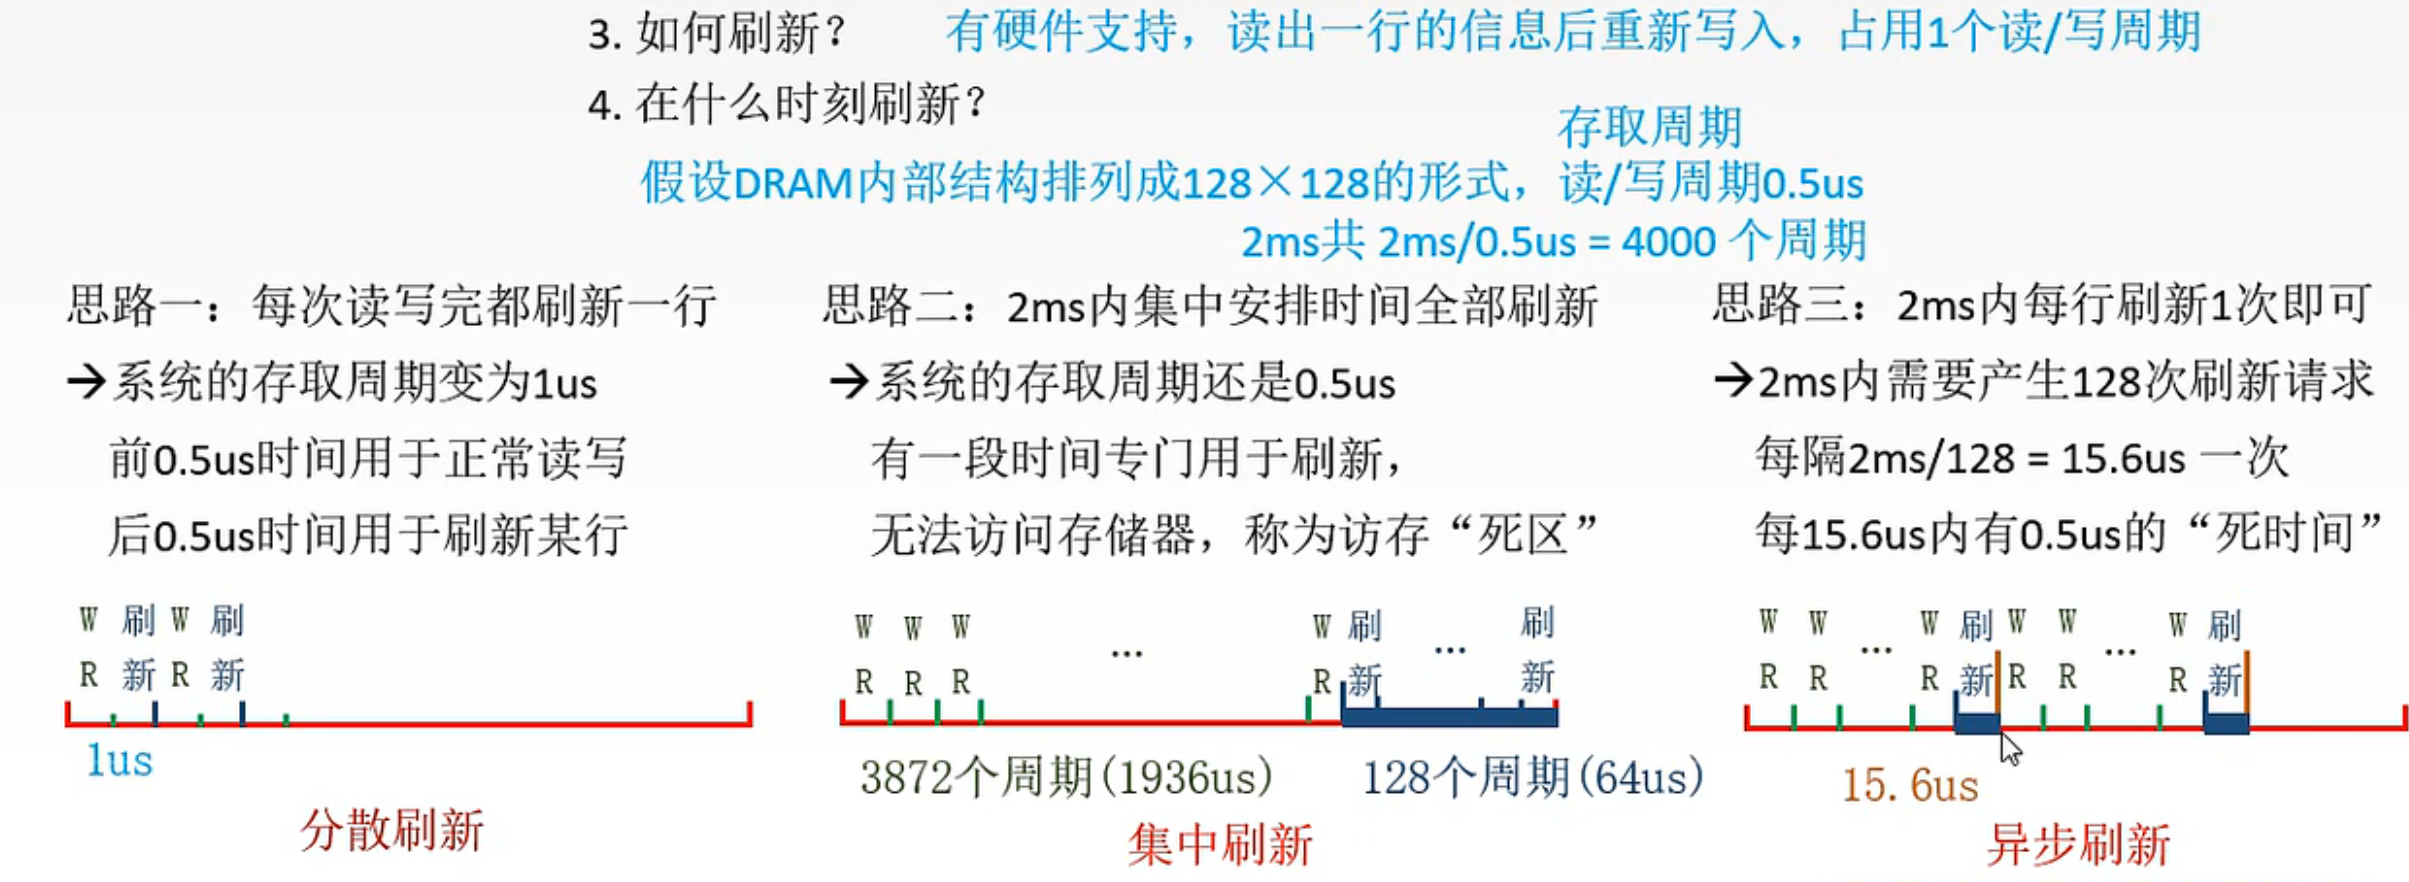 3. 如何刷新？ 有硬件支持，读出一行的信息后重新写入，占用1个读/写周期
4. 在什么时刻刷新？
存取周期
假设DRAM内部结构排列成128×128的形式，读/写周期0.5us
2ms共 2ms/0.5us = 4000 个周期
思路一：每次读写完都刷新一行
→系统的存取周期变为1us
前0.5us时间用于正常读写
后0.5us时间用于刷新某行
W 刷 W 刷
R 新 R 新
1us
分散刷新
思路二：2ms内集中安排时间全部刷新
→系统的存取周期还是0.5us
有一段时间专门用于刷新，
无法访问存储器，称为访存“死区”
W W W ... W 刷 ... 刷
R R R R 新 新
3872个周期(1936us) 128个周期(64us)
集中刷新
思路三：2ms内每行刷新1次即可
→2ms内需要产生128次刷新请求
每隔2ms/128 = 15.6us 一次
每15.6us内有0.5us的“死时间”
W W ... W 刷 W W ... W 刷
R R R 新 R R R 新
15.6us
异步刷新